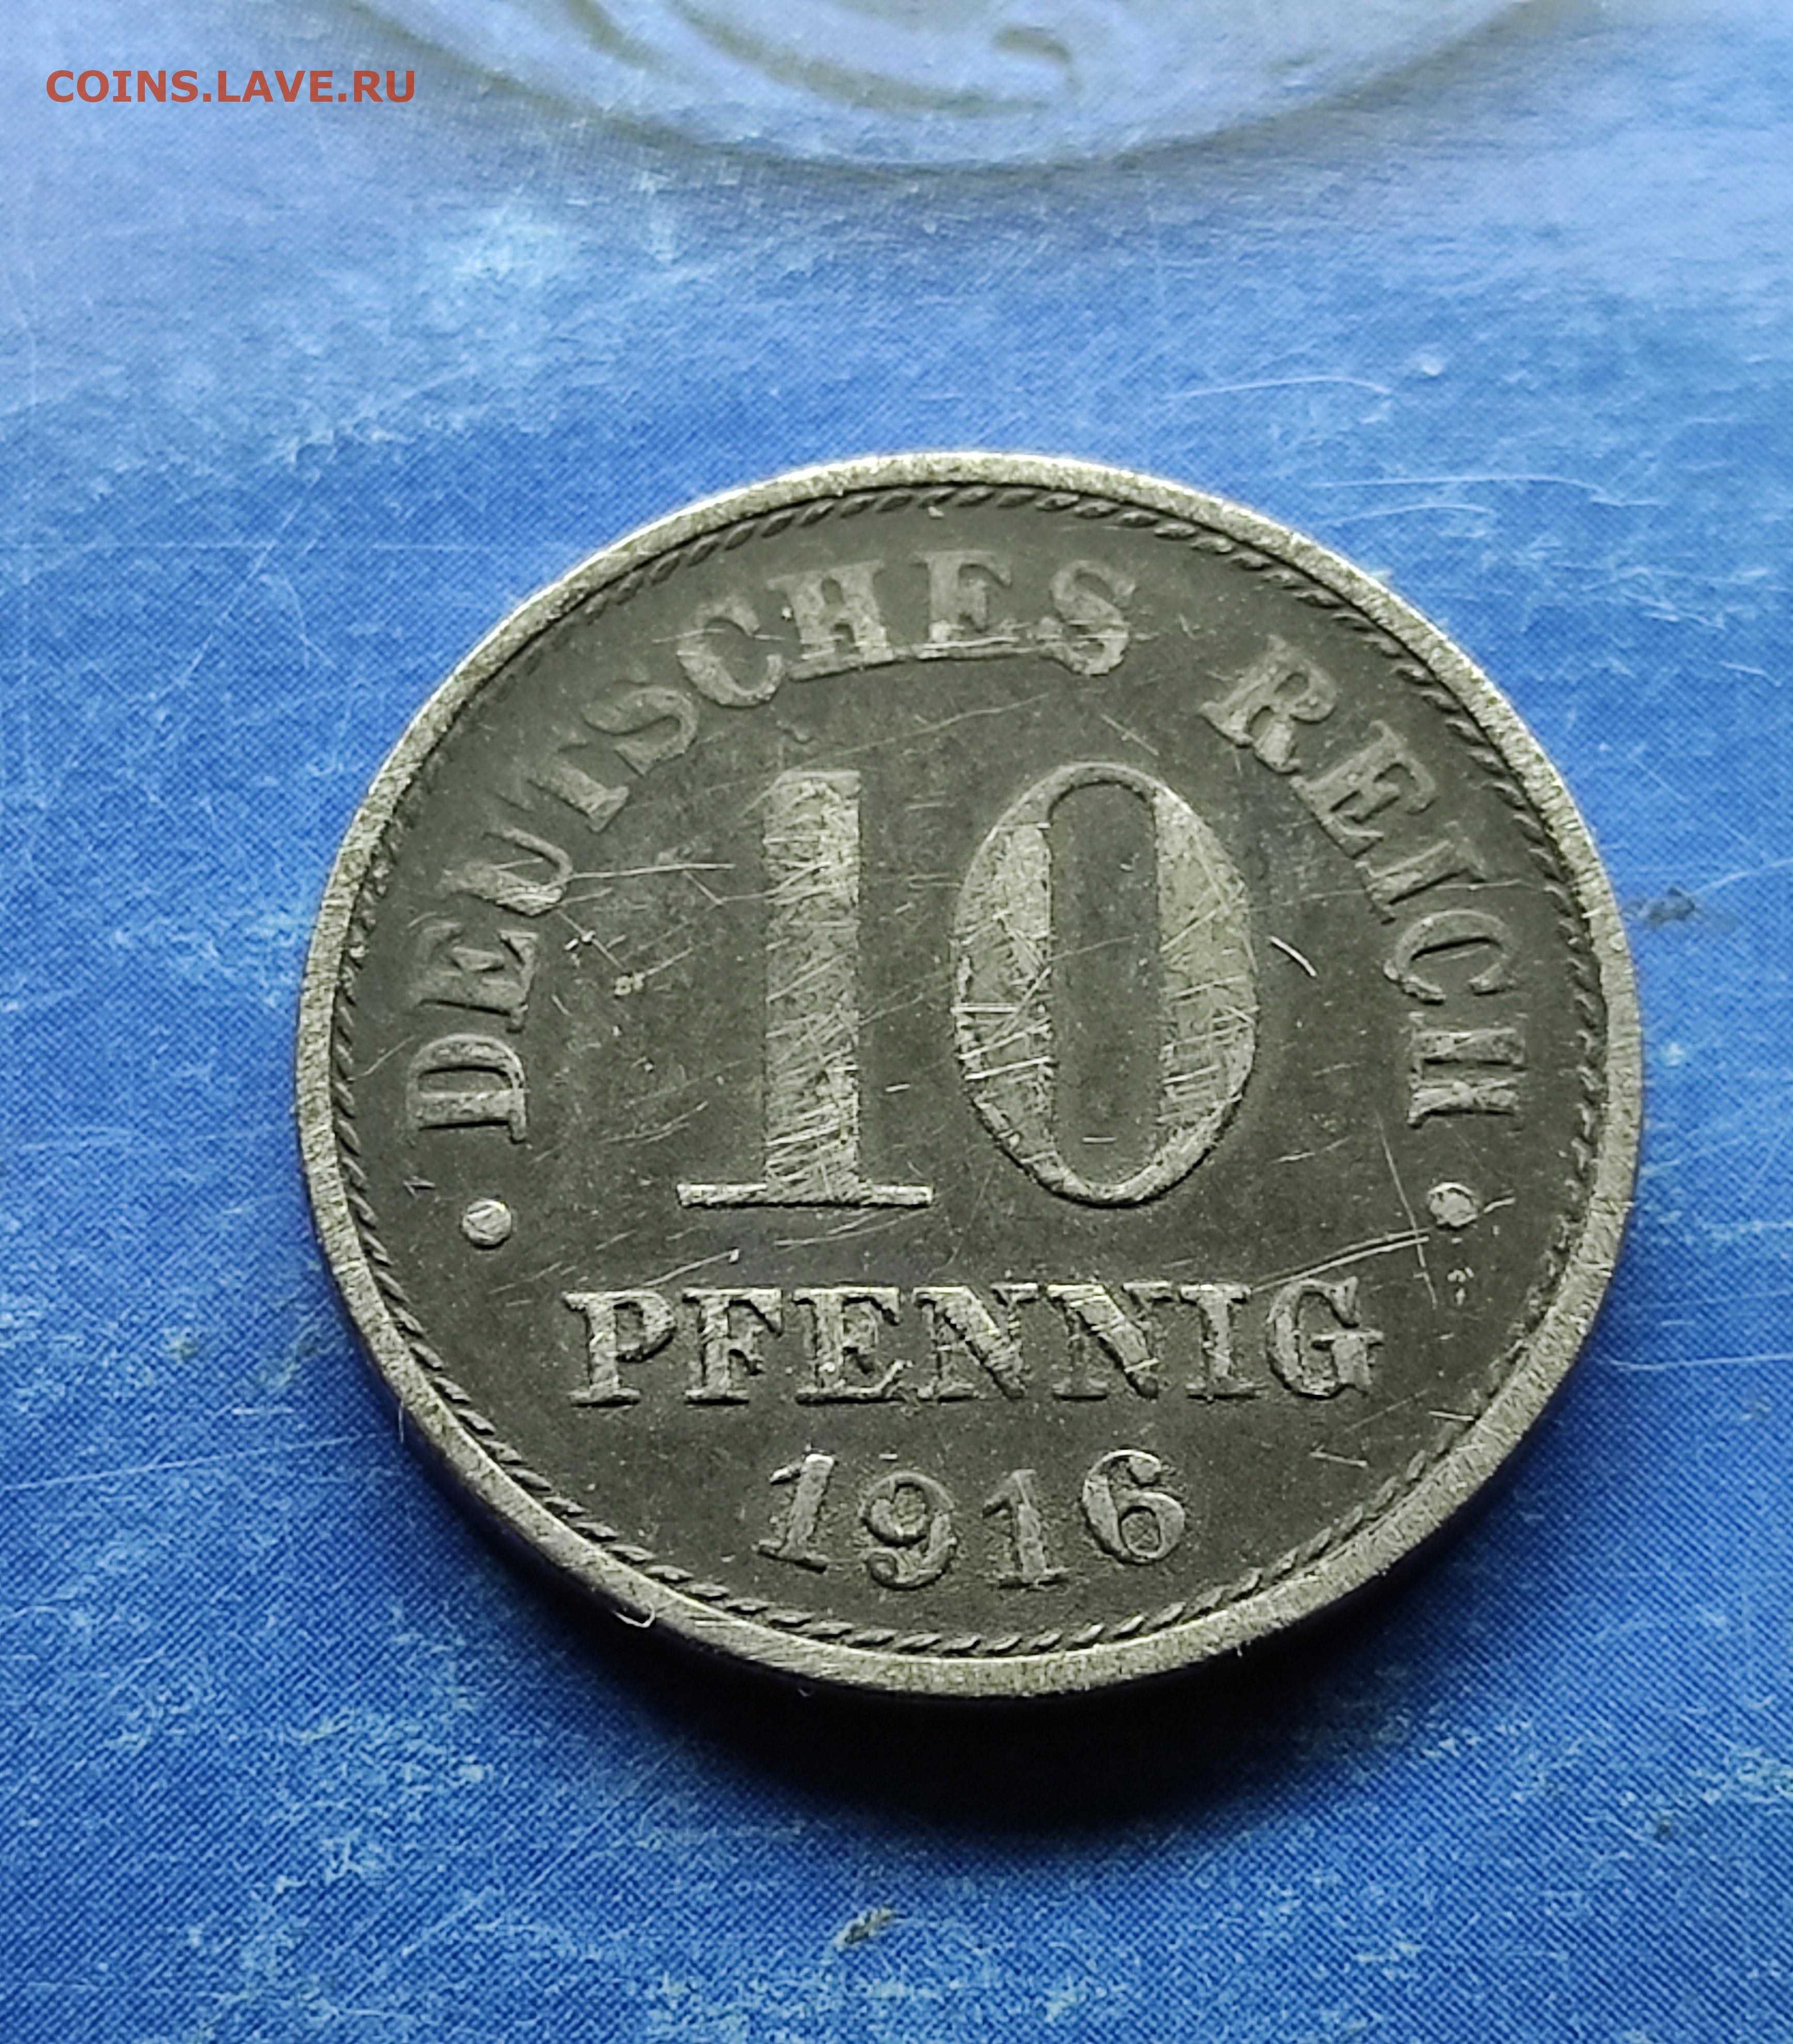 COINS.LAVE.RU
• DEUTSCHES REICH •
10
PFENNIG
1916